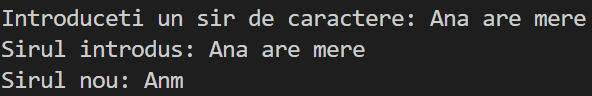 Introduceti un sir de caractere: Ana are mere
Sirul introdus: Ana are mere
Sirul nou: Anm